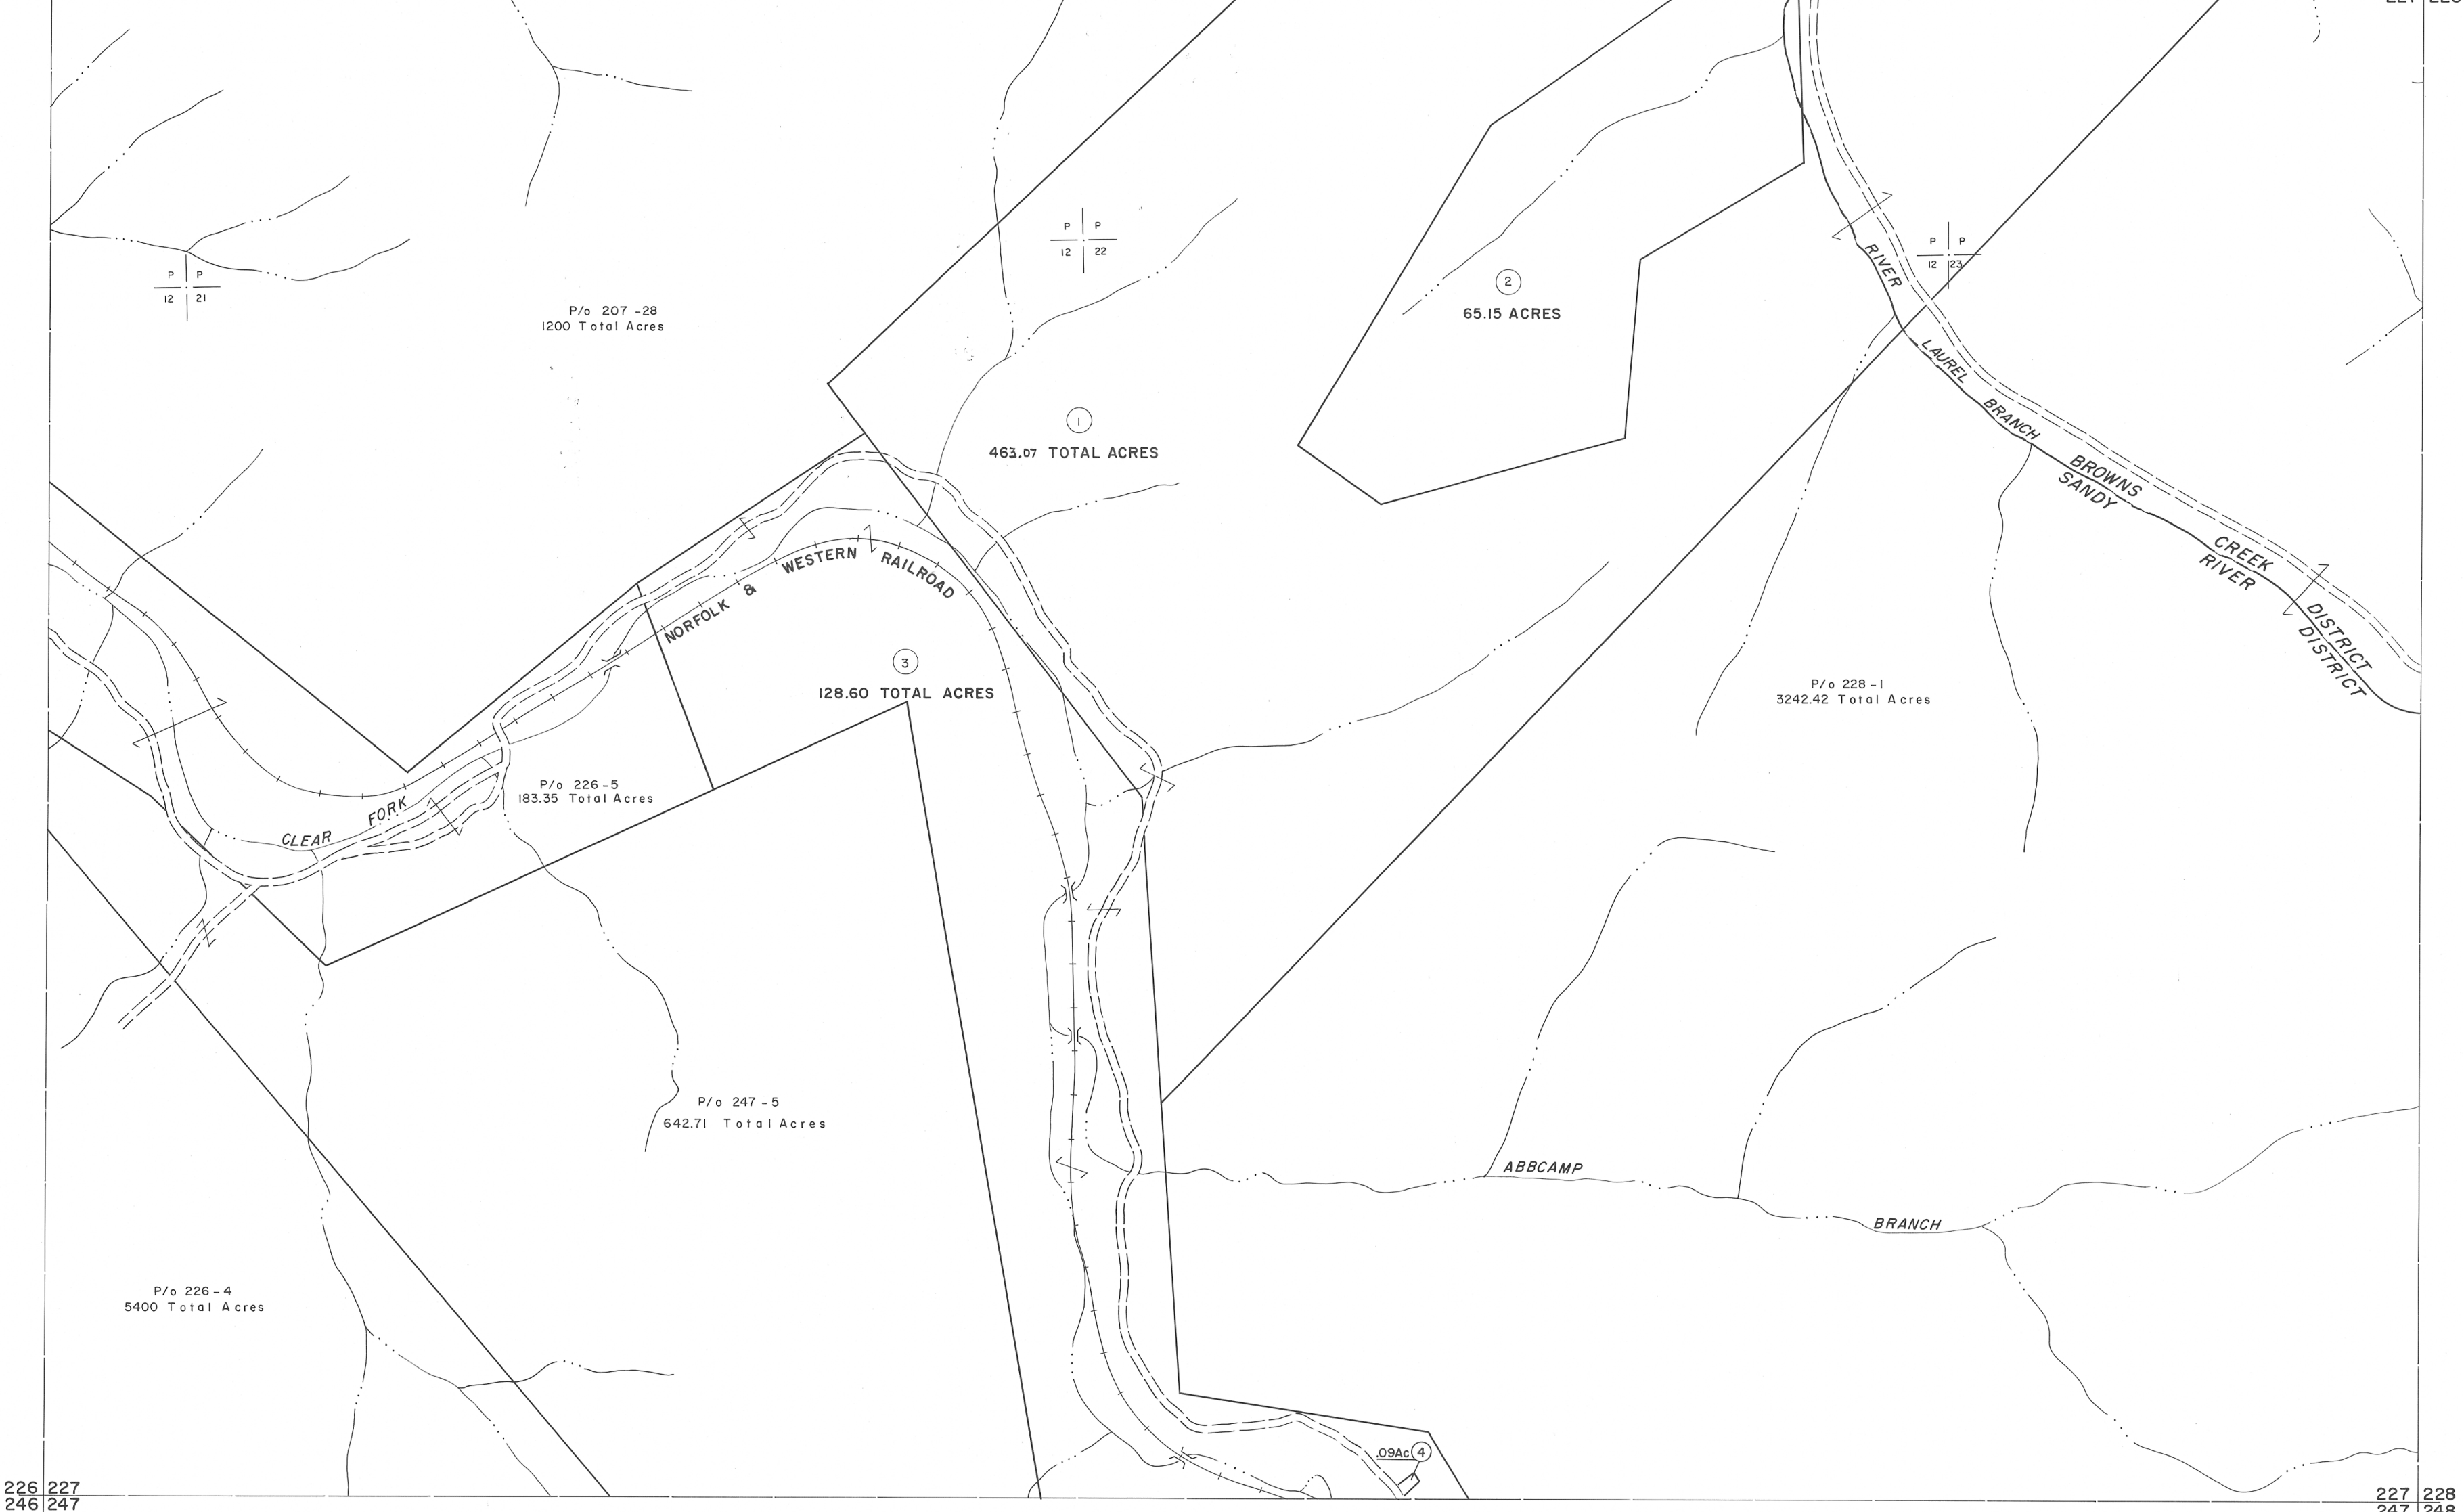 P P
12 22
P P
12 23
P P
12 21
2
65.15 ACRES
P/o 207-28
1200 Total Acres
RIVER
LAUREL
BRANCH
1
463.07 TOTAL ACRES
BROWNS
SANDY
CREEK
RIVER
DISTRICT
DISTRICT
NORFOLK & WESTERN RAILROAD
3
128.60 TOTAL ACRES
P/o 228-1
3242.42 Total Acres
P/o 226-5
183.35 Total Acres
CLEAR FORK
P/o 247-5
642.71 Total Acres
ABBCAMP
BRANCH
P/o 226-4
5400 Total Acres
.09Ac 4
226 227
246 247
227 228
247 248